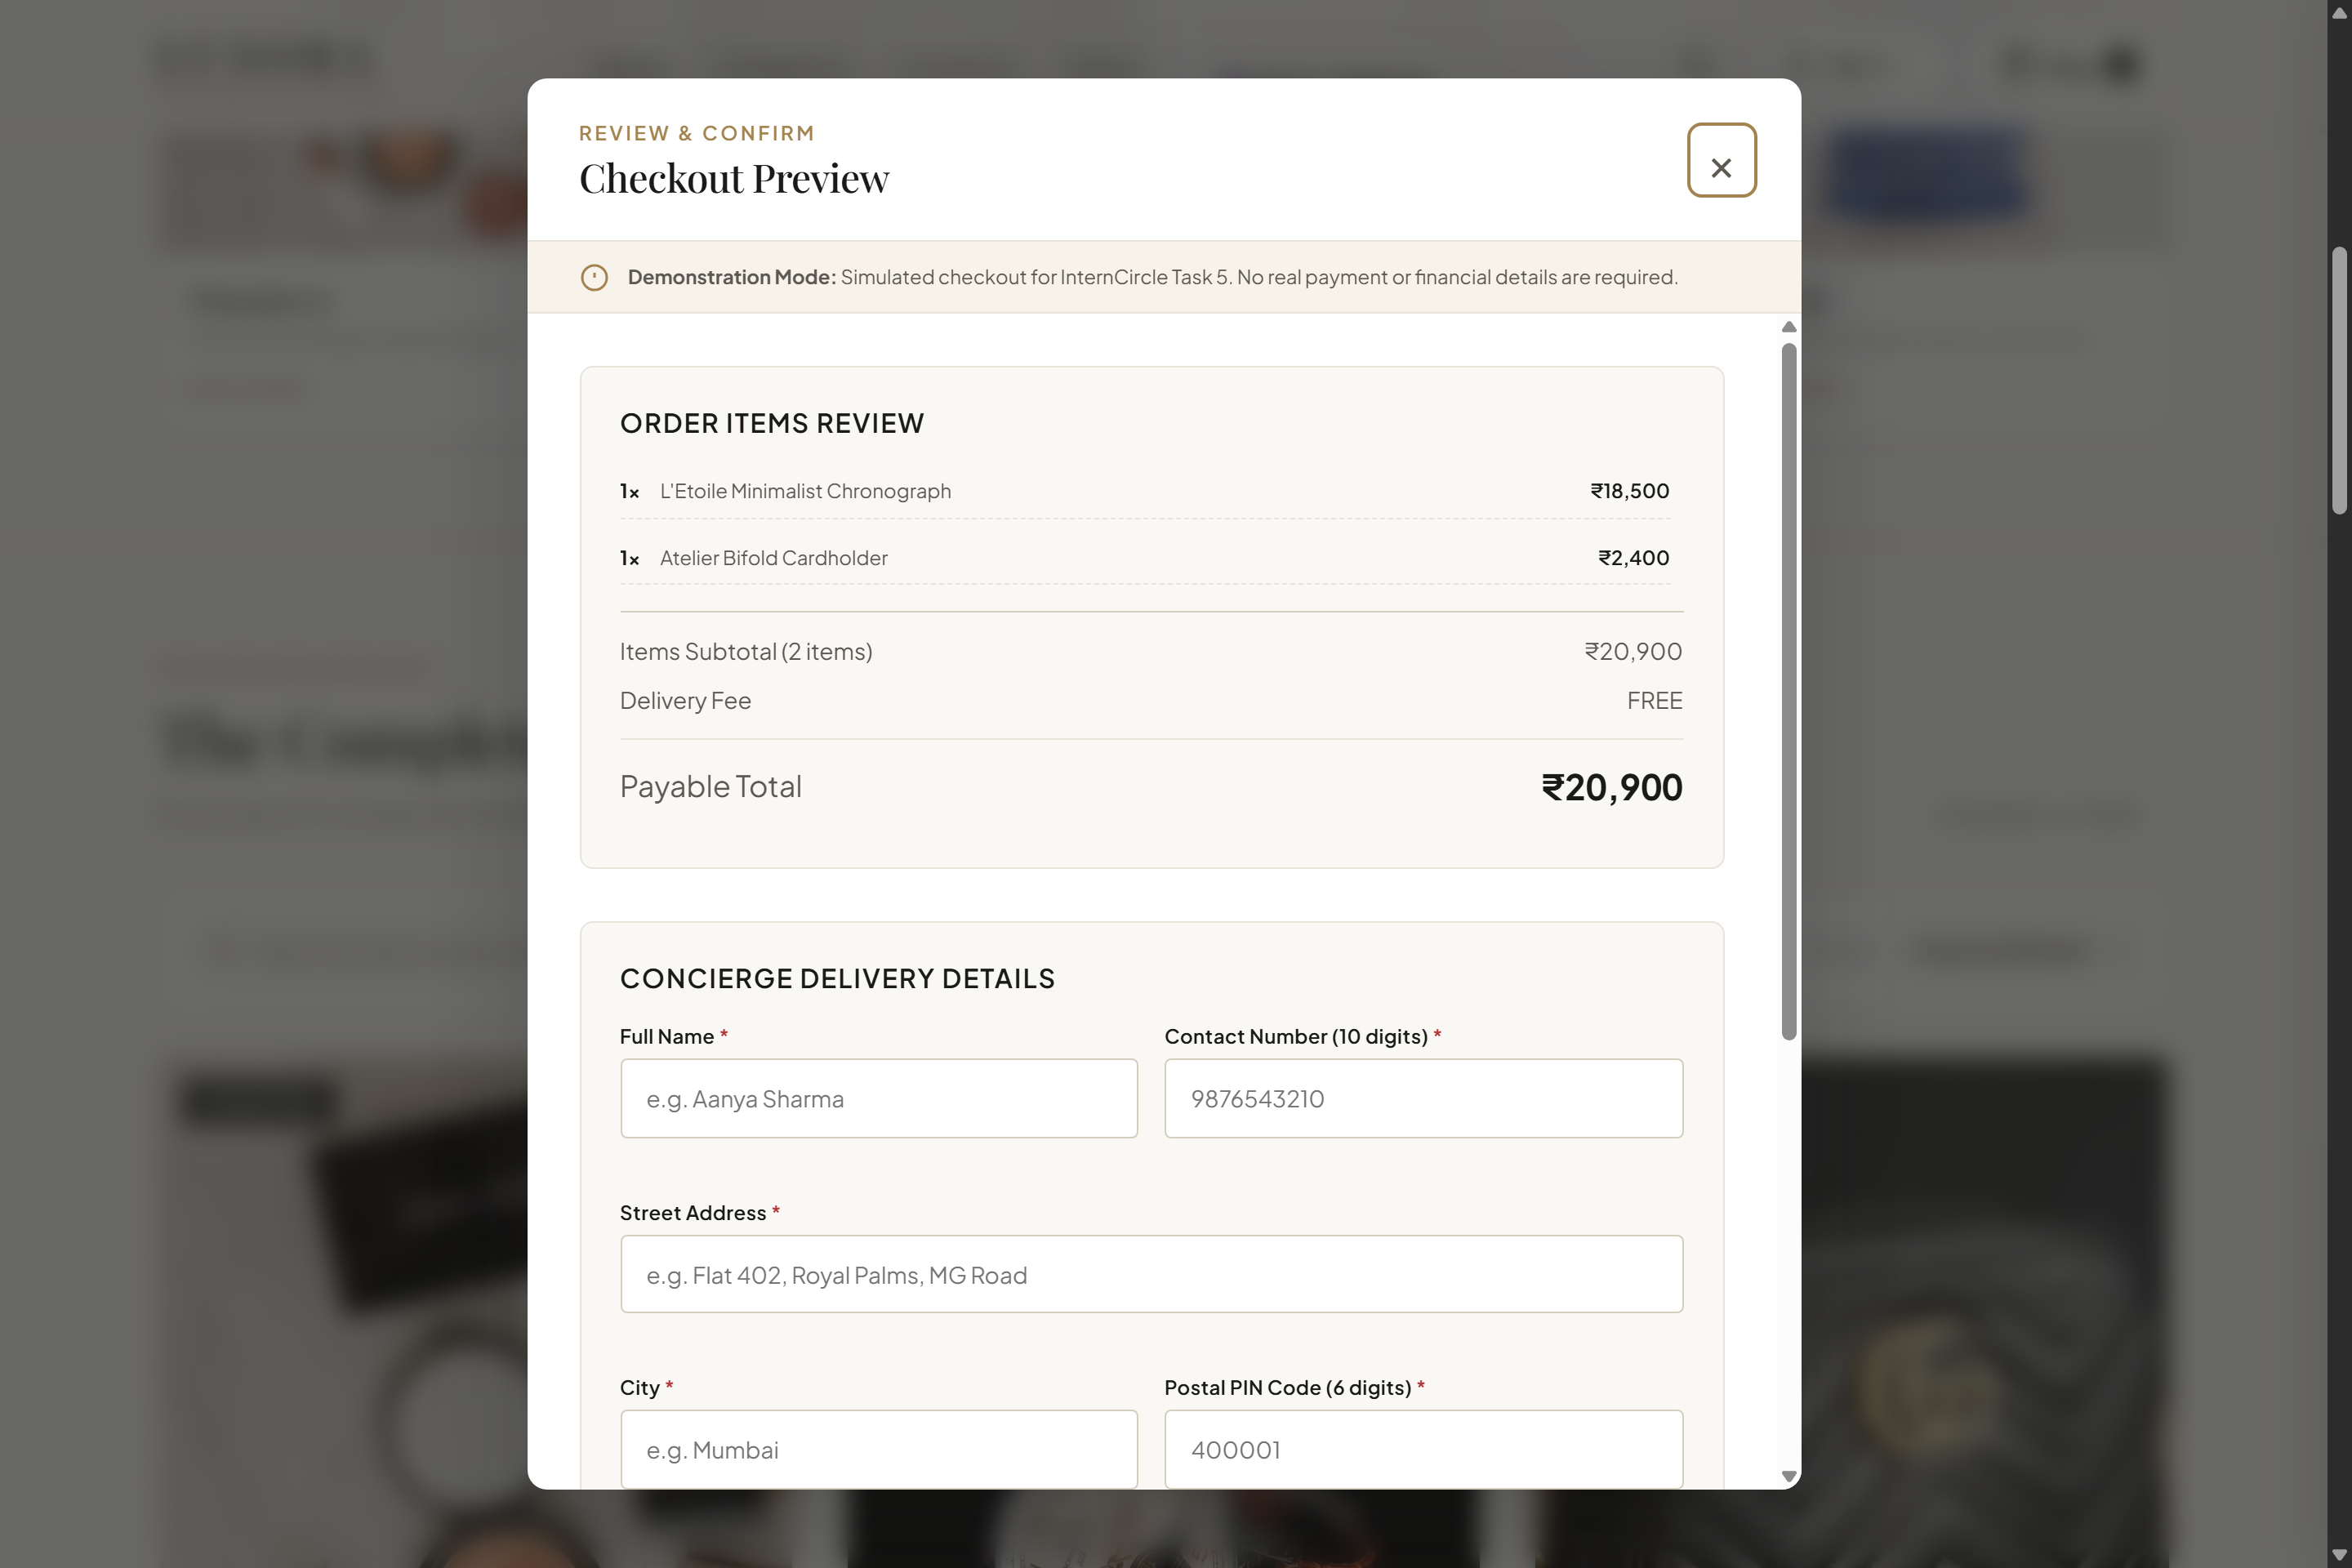 REVIEW & CONFIRM
Checkout Preview
Demonstration Mode: Simulated checkout for InternCircle Task 5. No real payment or financial details are required.
ORDER ITEMS REVIEW
1× L'Etoile Minimalist Chronograph ₹18,500
1× Atelier Bifold Cardholder ₹2,400
Items Subtotal (2 items) ₹20,900
Delivery Fee FREE
Payable Total ₹20,900
CONCIERGE DELIVERY DETAILS
Full Name * Contact Number (10 digits) *
e.g. Aanya Sharma 9876543210
Street Address *
e.g. Flat 402, Royal Palms, MG Road
City * Postal PIN Code (6 digits) *
e.g. Mumbai 400001